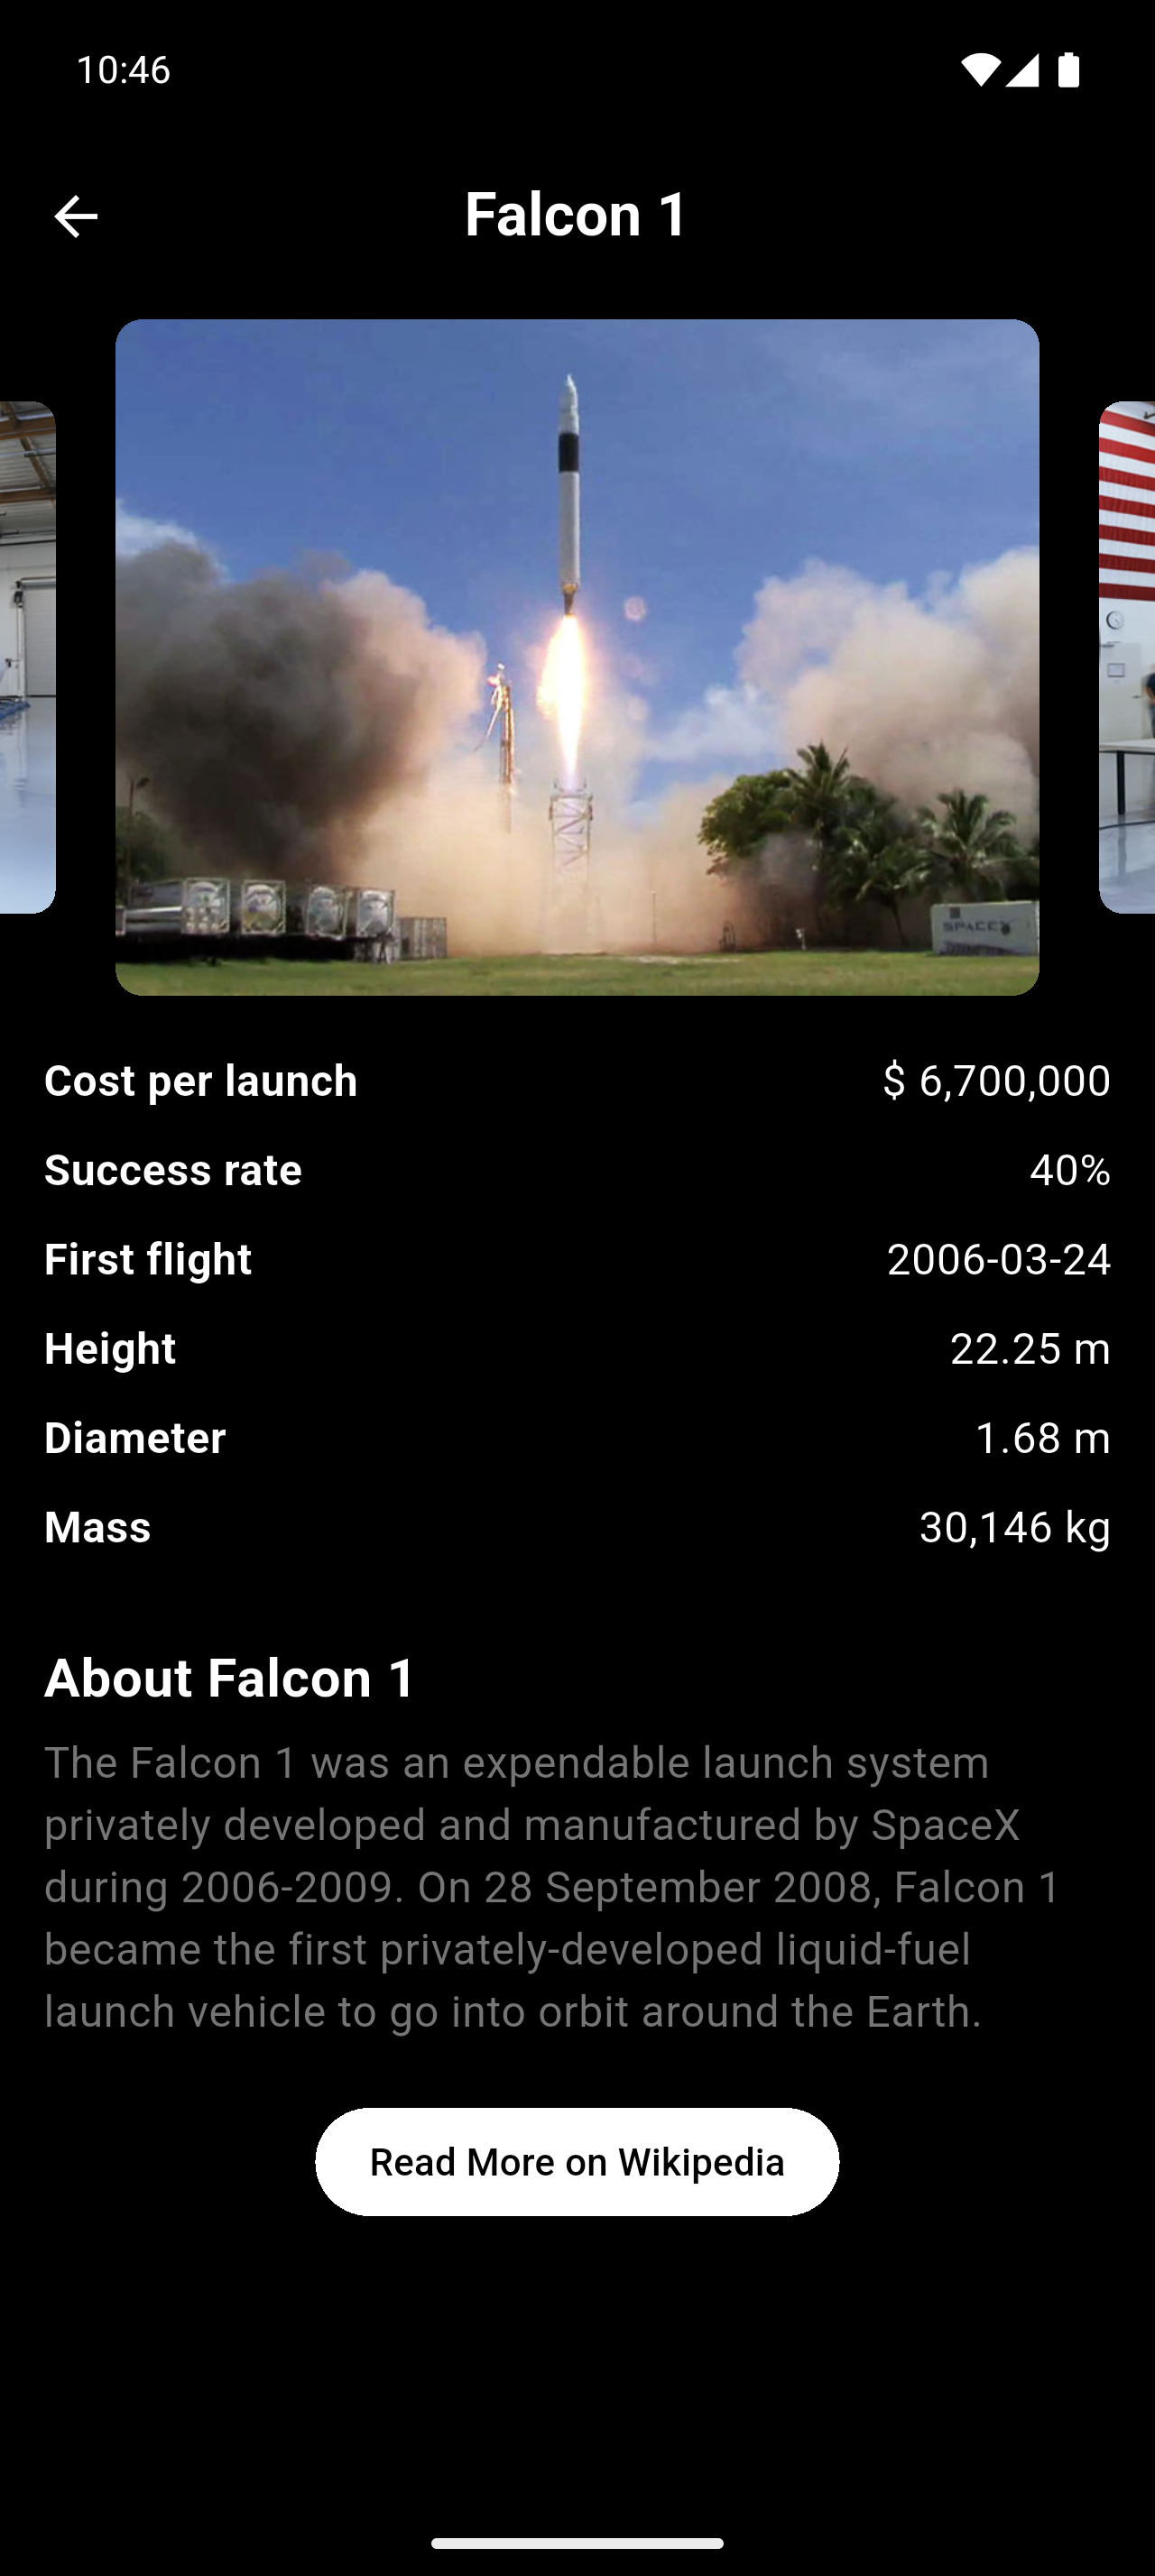 10:46
Falcon 1
SPACEX
Cost per launch $ 6,700,000
Success rate 40%
First flight 2006-03-24
Height 22.25 m
Diameter 1.68 m
Mass 30,146 kg
About Falcon 1
The Falcon 1 was an expendable launch system
privately developed and manufactured by SpaceX
during 2006-2009. On 28 September 2008, Falcon 1
became the first privately-developed liquid-fuel
launch vehicle to go into orbit around the Earth.
Read More on Wikipedia